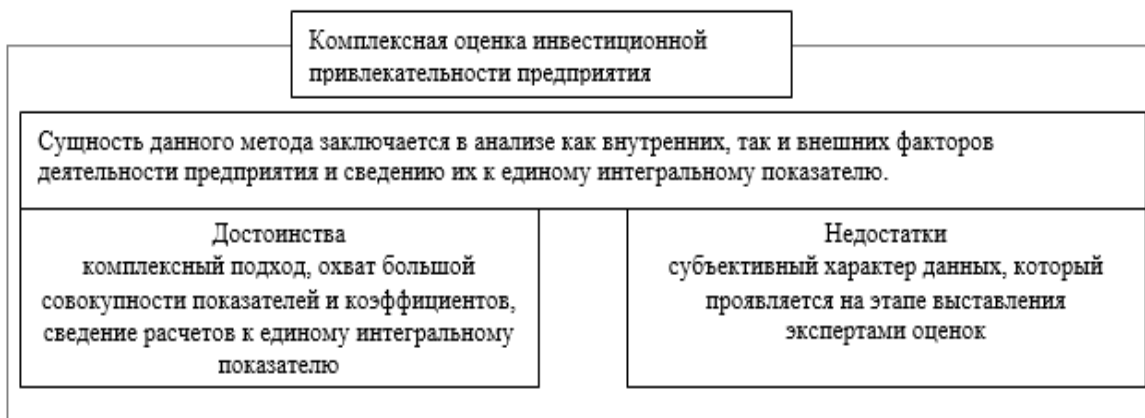 Комплексная оценка инвестиционной
привлекательности предприятия
Сущность данного метода заключается в анализе как внутренних, так и внешних факторов
деятельности предприятия и сведению их к единому интегральному показателю.
Достоинства
комплексный подход, охват большой
совокупности показателей и коэффициентов,
сведение расчетов к единому интегральному
показателю
Недостатки
субъективный характер данных, который
проявляется на этапе выставления
экспертами оценок